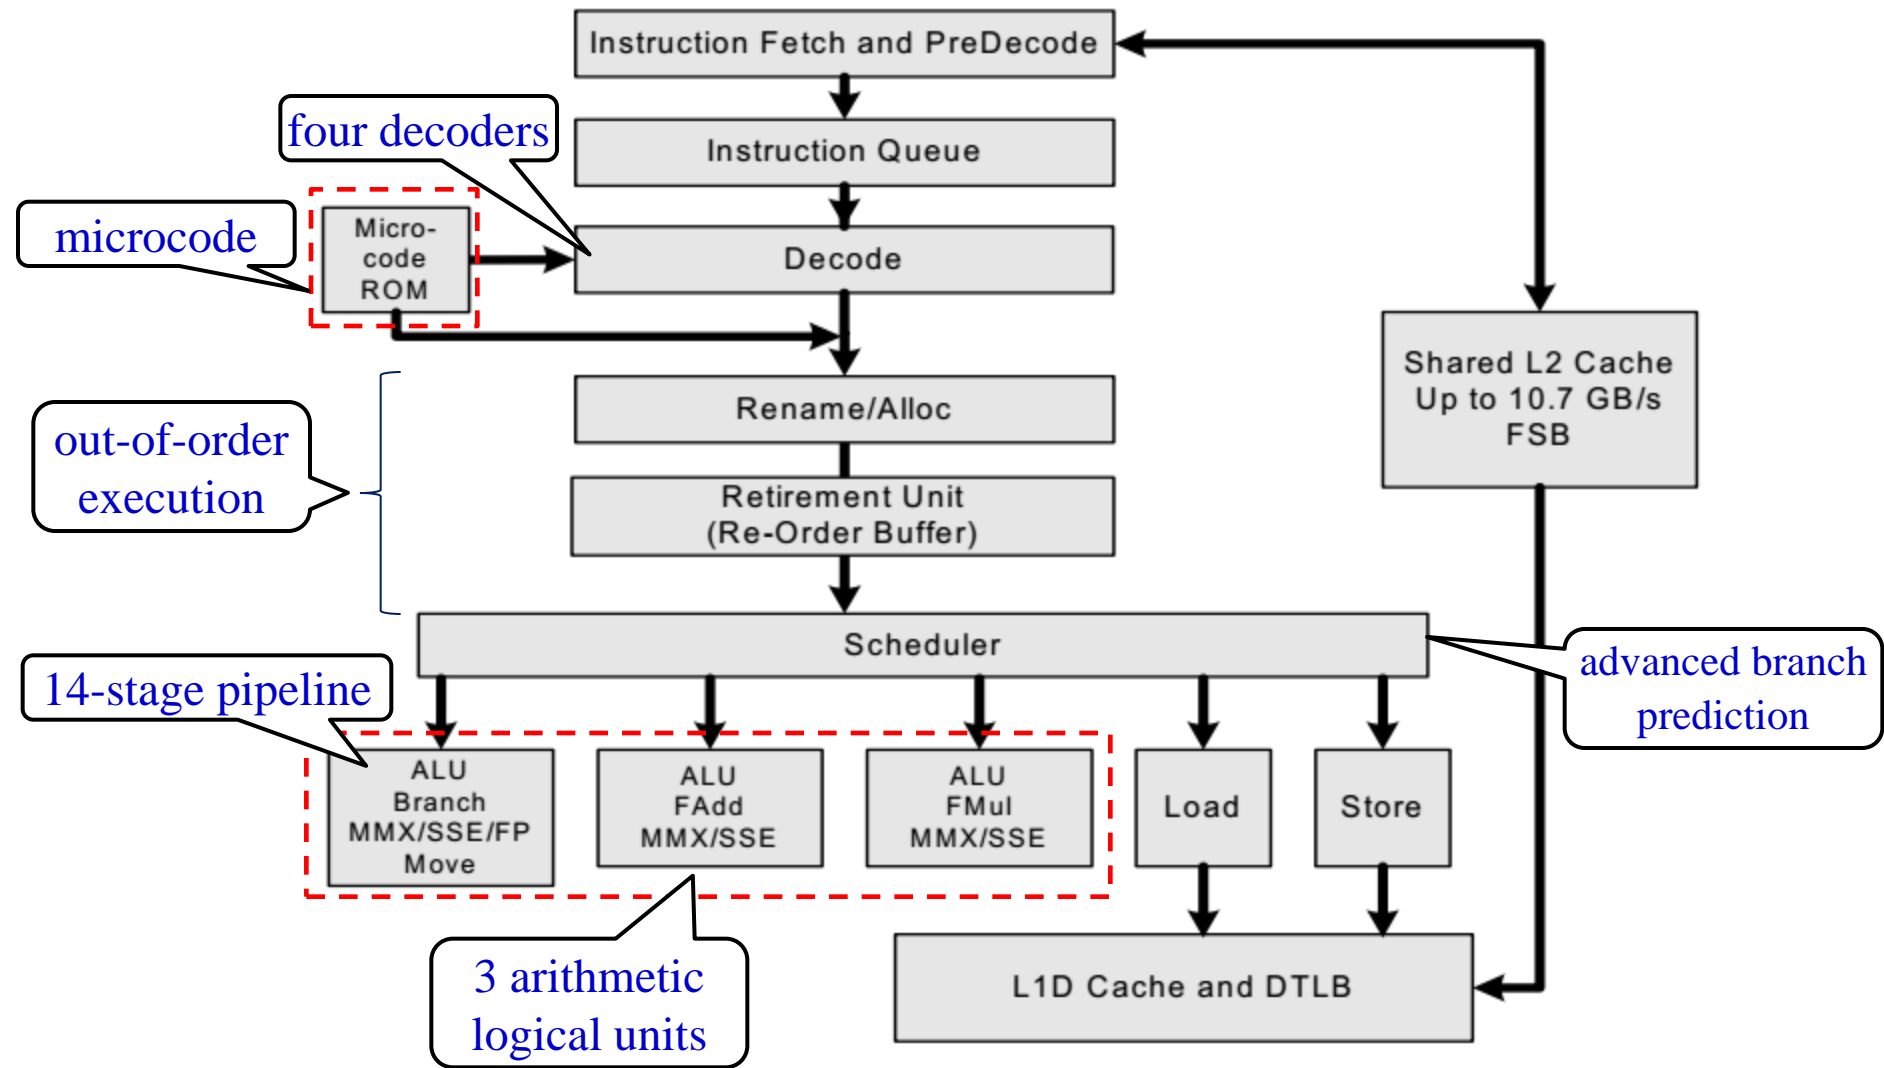 Instruction Fetch and PreDecode
four decoders
Instruction Queue
microcode
Micro-
code
ROM
Decode
Shared L2 Cache
Up to 10.7 GB/s
FSB
out-of-order
execution
Rename/Alloc
Retirement Unit
(Re-Order Buffer)
Scheduler
advanced branch
prediction
14-stage pipeline
ALU
Branch
MMX/SSE/FP
Move
ALU
FAdd
MMX/SSE
ALU
FMul
MMX/SSE
Load
Store
3 arithmetic
logical units
L1D Cache and DTLB